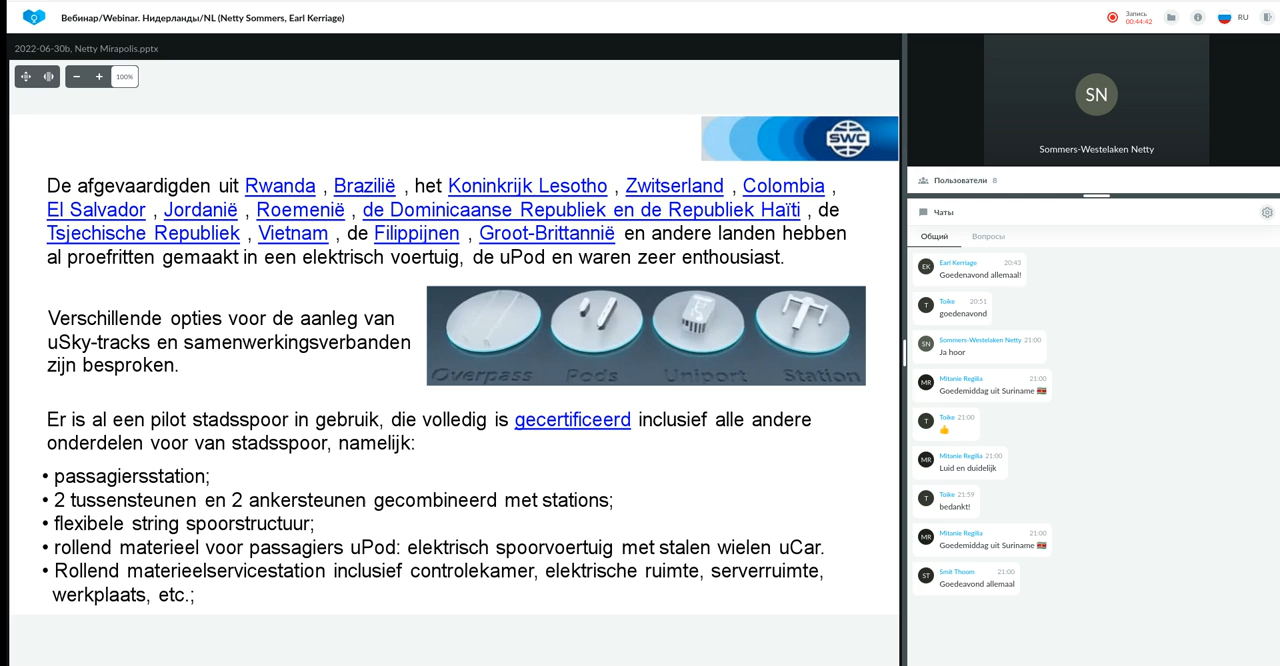 Вебинар/Webinar. Нидерланды/NL (Netty Sommers, Earl Kerriage)
Запись
00:44:42
RU
2022-06-30b, Netty Mirapolis.pptx
100%
SWC
De afgevaardigden uit Rwanda , Brazilië , het Koninkrijk Lesotho , Zwitserland , Colombia ,
El Salvador , Jordanië , Roemenië , de Dominicaanse Republiek en de Republiek Haïti , de
Tsjechische Republiek , Vietnam , de Filippijnen , Groot-Brittannië en andere landen hebben
al proefritten gemaakt in een elektrisch voertuig, de uPod en waren zeer enthousiast.
Verschillende opties voor de aanleg van
uSky-tracks en samenwerkingsverbanden
zijn besproken.
Overpass Pods Uniport Station
Er is al een pilot stadsspoor in gebruik, die volledig is gecertificeerd inclusief alle andere
onderdelen voor van stadsspoor, namelijk:
• passagiersstation;
• 2 tussensteunen en 2 ankersteunen gecombineerd met stations;
• flexibele string spoorstructuur;
• rollend materieel voor passagiers uPod: elektrisch spoorvoertuig met stalen wielen uCar.
• Rollend materieelservicestation inclusief controlekamer, elektrische ruimte, serverruimte,
werkplaats, etc.;
SN
Sommers-Westelaken Netty
Пользователи 8
Чаты
Общий Вопросы
EK Earl Kerriage 20:43
Goedenavond allemaal!
T Toike 20:51
goedenavond
SN Sommers-Westelaken Netty 21:00
Ja hoor
MR Mitanie Regilia 21:00
Goedemiddag uit Suriname 🇸🇷
T Toike 21:00
👍
MR Mitanie Regilia 21:00
Luid en duidelijk
T Toike 21:59
bedankt!
MR Mitanie Regilia 21:00
Goedemiddag uit Suriname 🇸🇷
ST Smit Thoom 21:00
Goedeavond allemaal